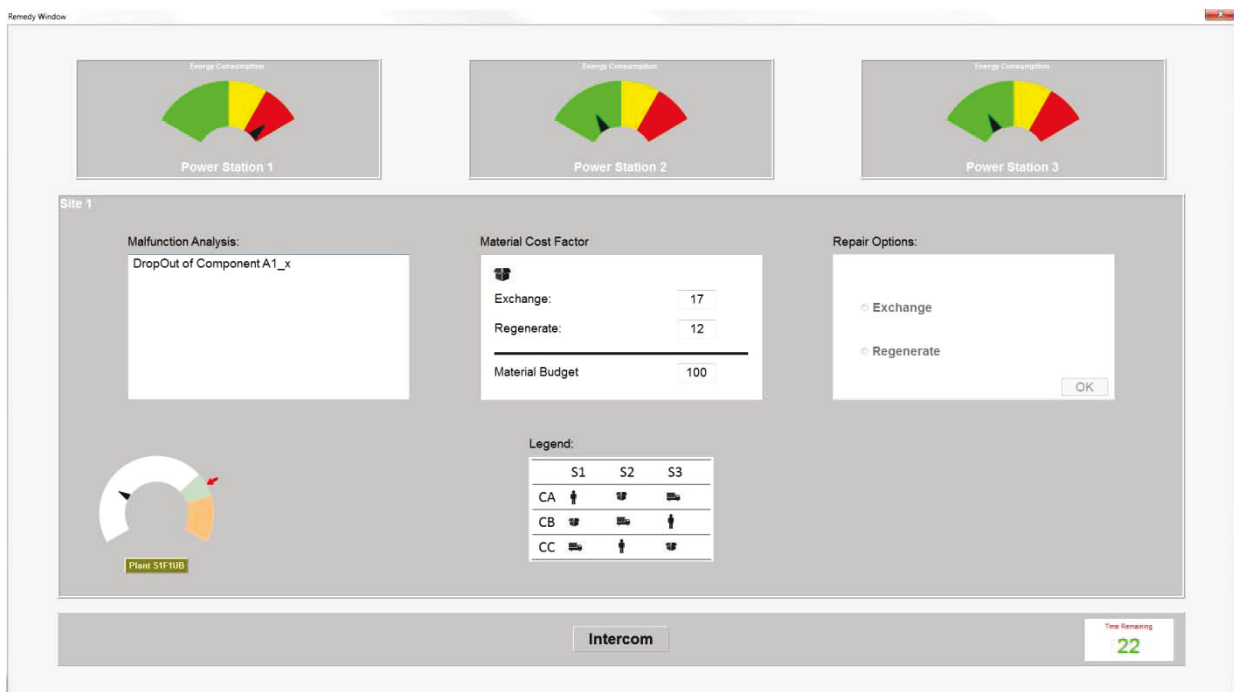 Remedy Window
Energy Consumption
Power Station 1
Energy Consumption
Power Station 2
Energy Consumption
Power Station 3
Site 1
Malfunction Analysis:
DropOut of Component A1_x
Material Cost Factor
Exchange: 17
Regenerate: 12
Material Budget 100
Repair Options:
Exchange
Regenerate
OK
Plant S1F1UB
Legend:
S1 S2 S3
CA
CB
CC
Intercom
Time Remaining
22